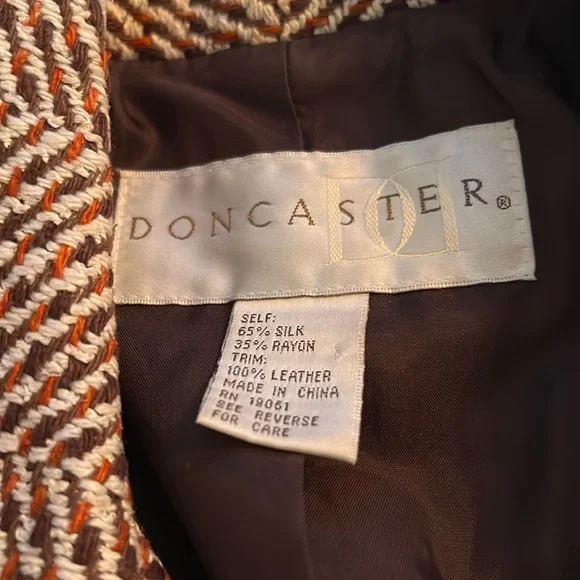 DONCASTER®
SELF:
65% SILK
35% RAYON
TRIM:
100% LEATHER
MADE IN CHINA
RN 19061
SEE REVERSE
FOR CARE